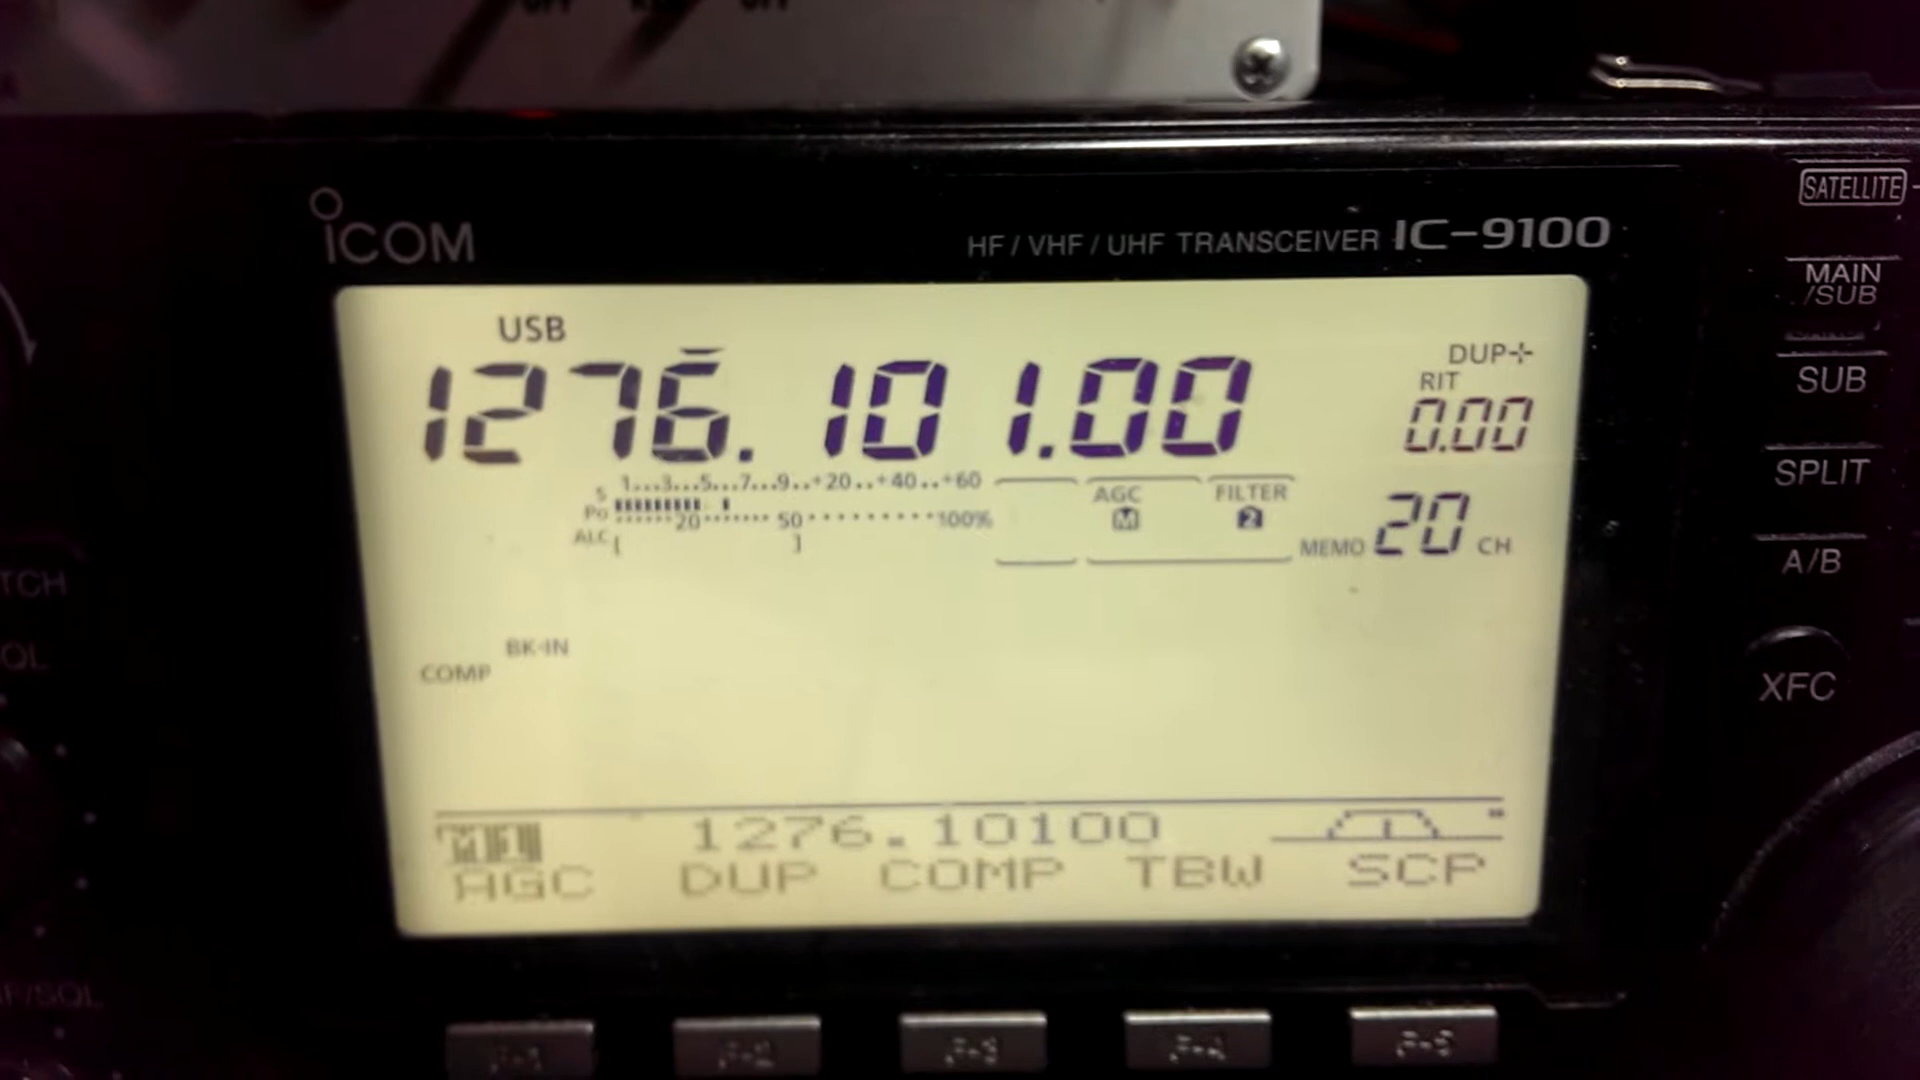 ICOM
HF / VHF / UHF TRANSCEIVER IC-9100
SATELLITE
MAIN
/SUB
SUB
SPLIT
A/B
XFC
USB
1276.101.00
DUP+
RIT
0.00
S 1...3...5...7...9..+20..+40..+60
Po 20 50 100%
ALC
AGC
M
FILTER
2
MEMO 20 CH
BK-IN
COMP
1276.10100
AGC DUP COMP TBW SCP
F-1 F-2 F-3 F-4 F-5